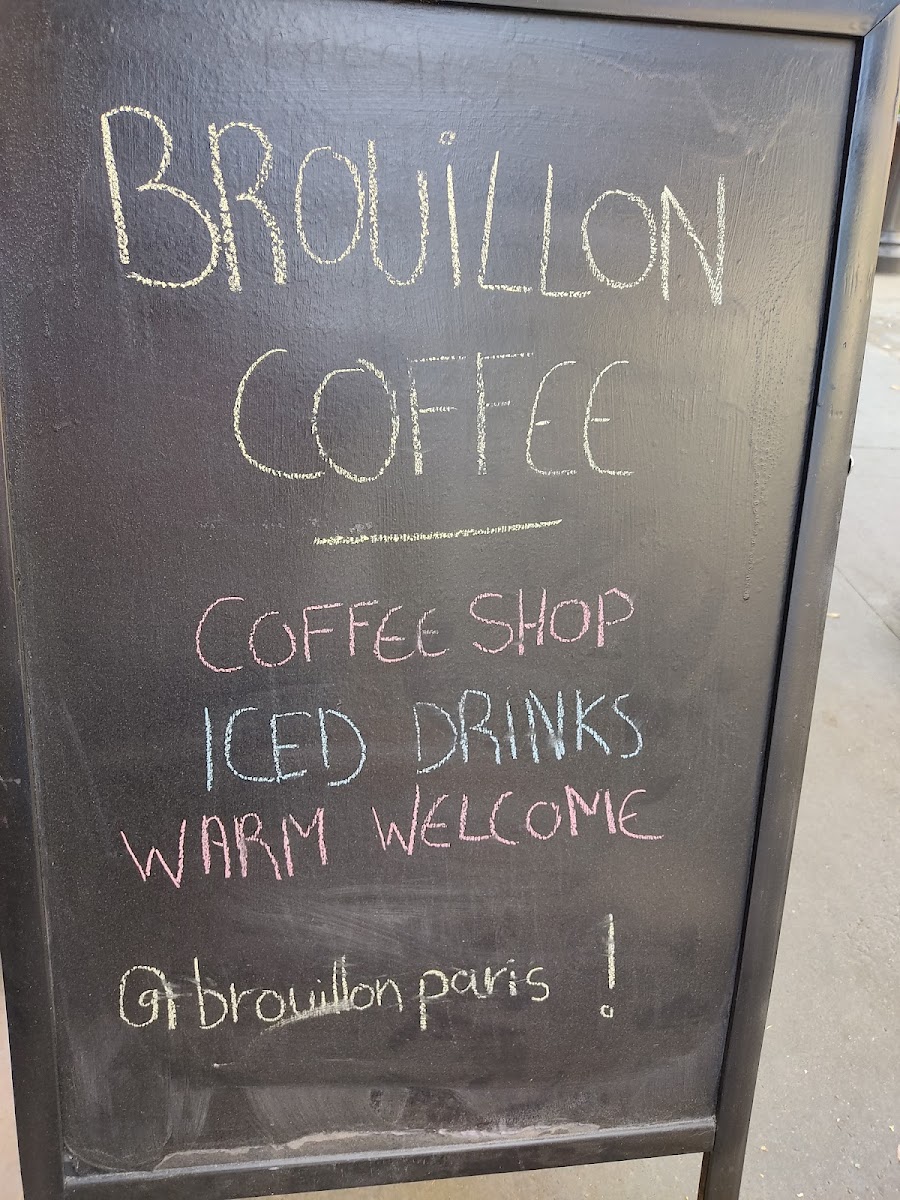 BROUiLLON
COFFEE
COFFEE SHOP
ICED DRINKS
WARM WELCOME
@brouillonparis !